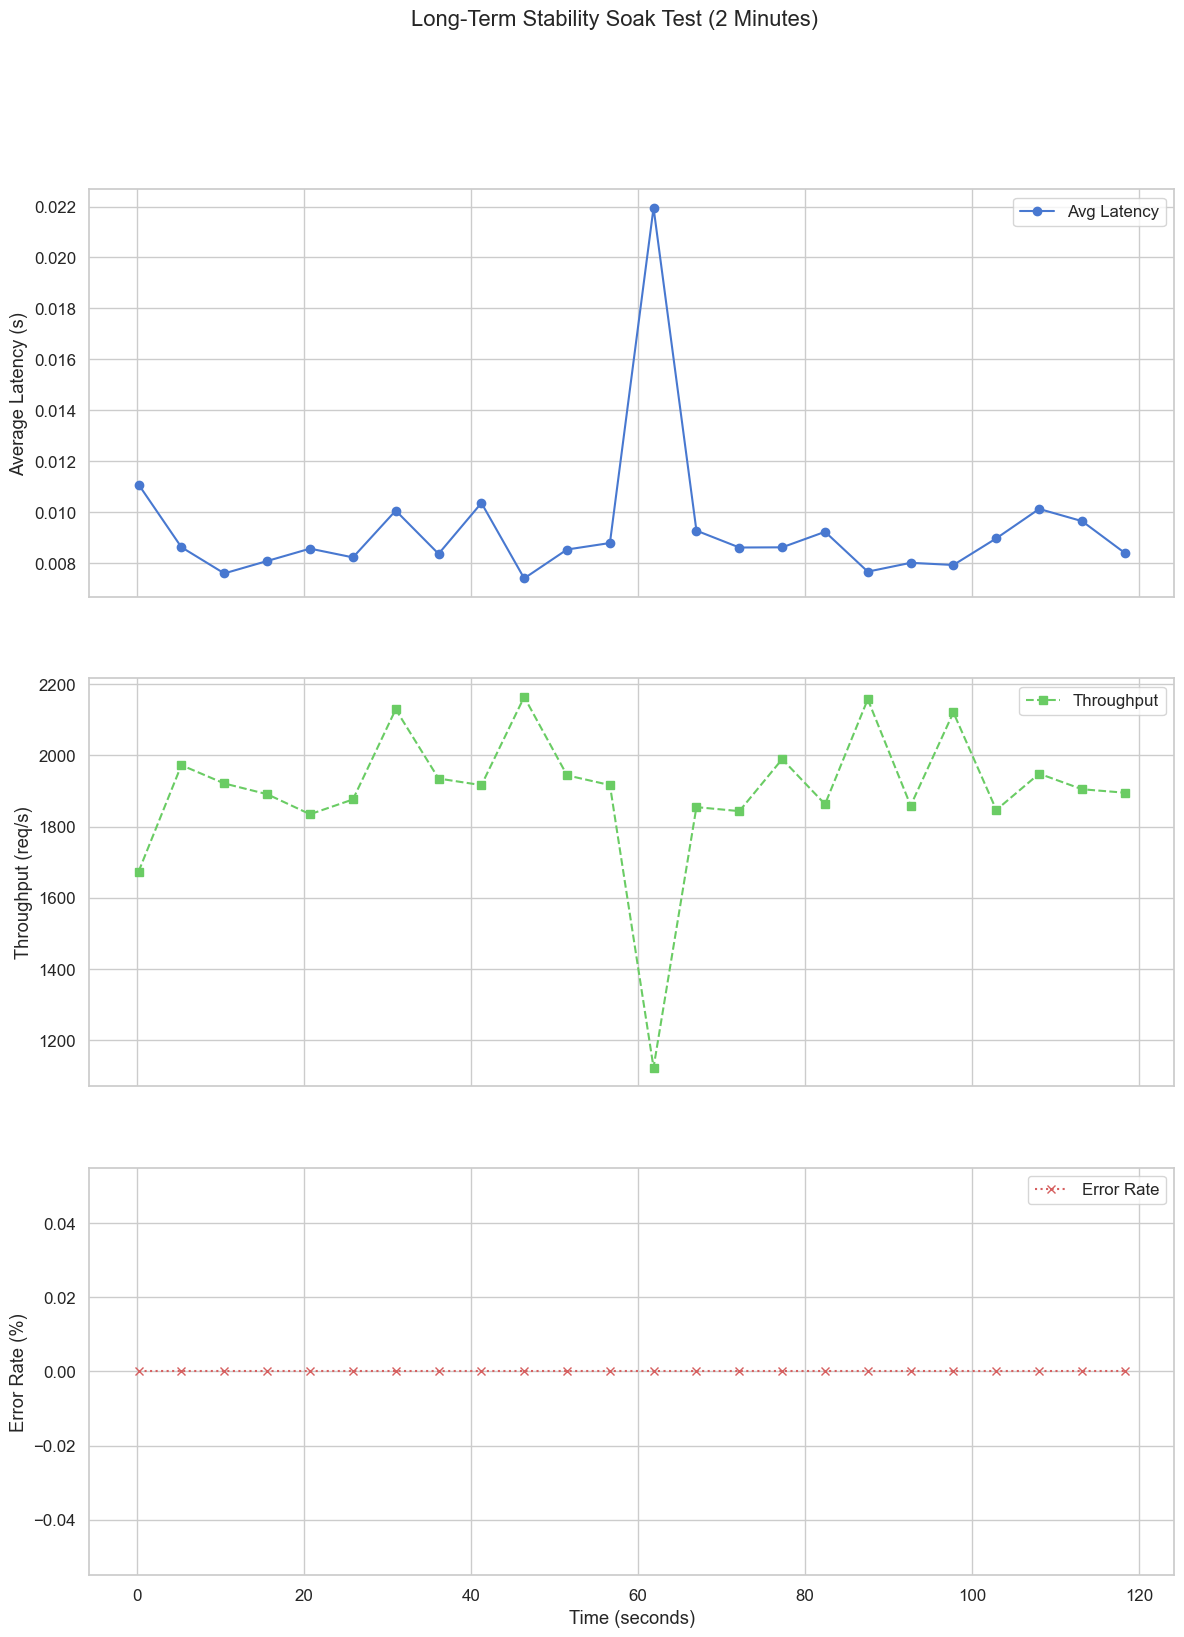 Long-Term Stability Soak Test (2 Minutes)
Avg Latency
Average Latency (s)
0.022
0.020
0.018
0.016
0.014
0.012
0.010
0.008
Throughput
Throughput (req/s)
2200
2000
1800
1600
1400
1200
Error Rate
Error Rate (%)
0.04
0.02
0.00
−0.02
−0.04
0 20 40 60 80 100 120
Time (seconds)